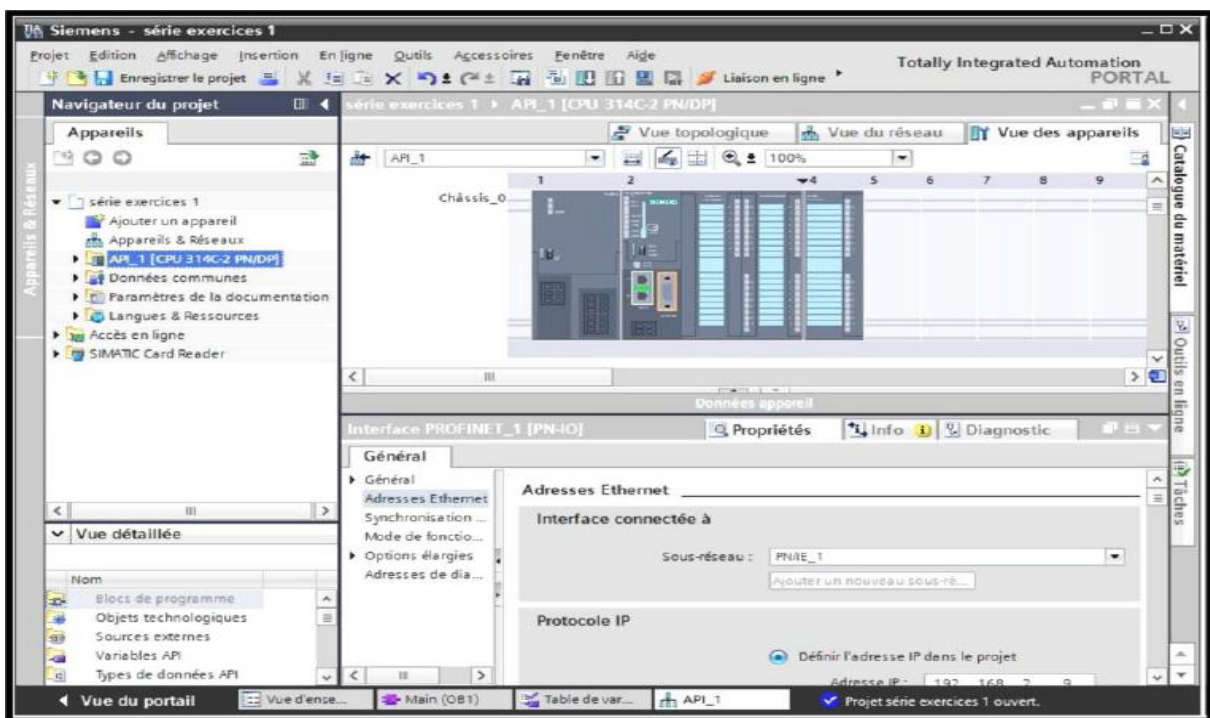 Siemens - série exercices 1
Projet Edition Affichage Insertion En ligne Outils Accessoires Fenêtre Aide
Totally Integrated Automation
PORTAL
Enregistrer le projet
Liaison en ligne
Navigateur du projet
série exercices 1 ▸ API_1 [CPU 314C-2 PN/DP]
Appareils
Vue topologique
Vue du réseau
Vue des appareils
API_1
100%
1 2 4 5 6 7 8 9
Châssis_0
SIEMENS
série exercices 1
Ajouter un appareil
Appareils & Réseaux
API_1 [CPU 314C-2 PN/DP]
Données communes
Paramètres de la documentation
Langues & Ressources
Accès en ligne
SIMATIC Card Reader
Appareils & Réseaux
Catalogue du matériel
Outils en ligne
Tâches
Données appareil
Interface PROFINET_1 [PN-IO]
Propriétés
Info
Diagnostic
Général
Général
Adresses Ethernet
Synchronisation ...
Mode de fonctio...
Options élargies
Adresses de dia...
Adresses Ethernet
Interface connectée à
Sous-réseau : PN/IE_1
Ajouter un nouveau sous-ré...
Protocole IP
Définir l'adresse IP dans le projet
Adresse IP : 192 168 2 9
Vue détaillée
Nom
Blocs de programme
Objets technologiques
Sources externes
Variables API
Types de données API
Vue du portail
Vue d'ense...
Main (OB1)
Table de var...
API_1
Projet série exercices 1 ouvert.